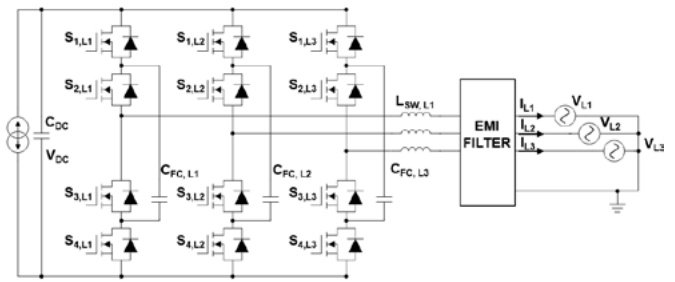 S1,L1
S1,L2
S1,L3
S2,L1
S2,L2
S2,L3
LSW, L1
CDC
VDC
EMI
FILTER
IL1
IL2
IL3
VL1
VL2
VL3
CFC, L1
CFC, L2
CFC, L3
S3,L1
S3,L2
S3,L3
S4,L1
S4,L2
S4,L3